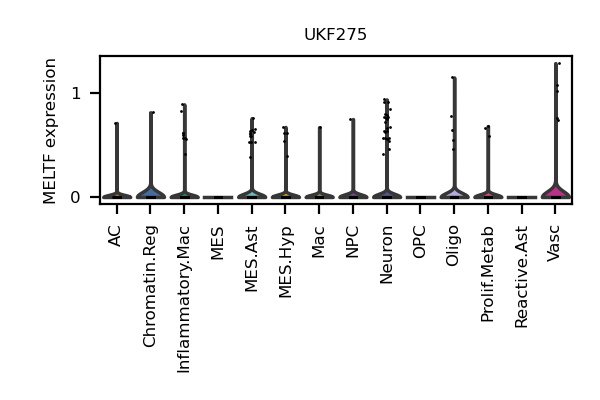 UKF275
MELTF expression
1
0
AC
Chromatin.Reg
Inflammatory.Mac
MES
MES.Ast
MES.Hyp
Mac
NPC
Neuron
OPC
Oligo
Prolif.Metab
Reactive.Ast
Vasc